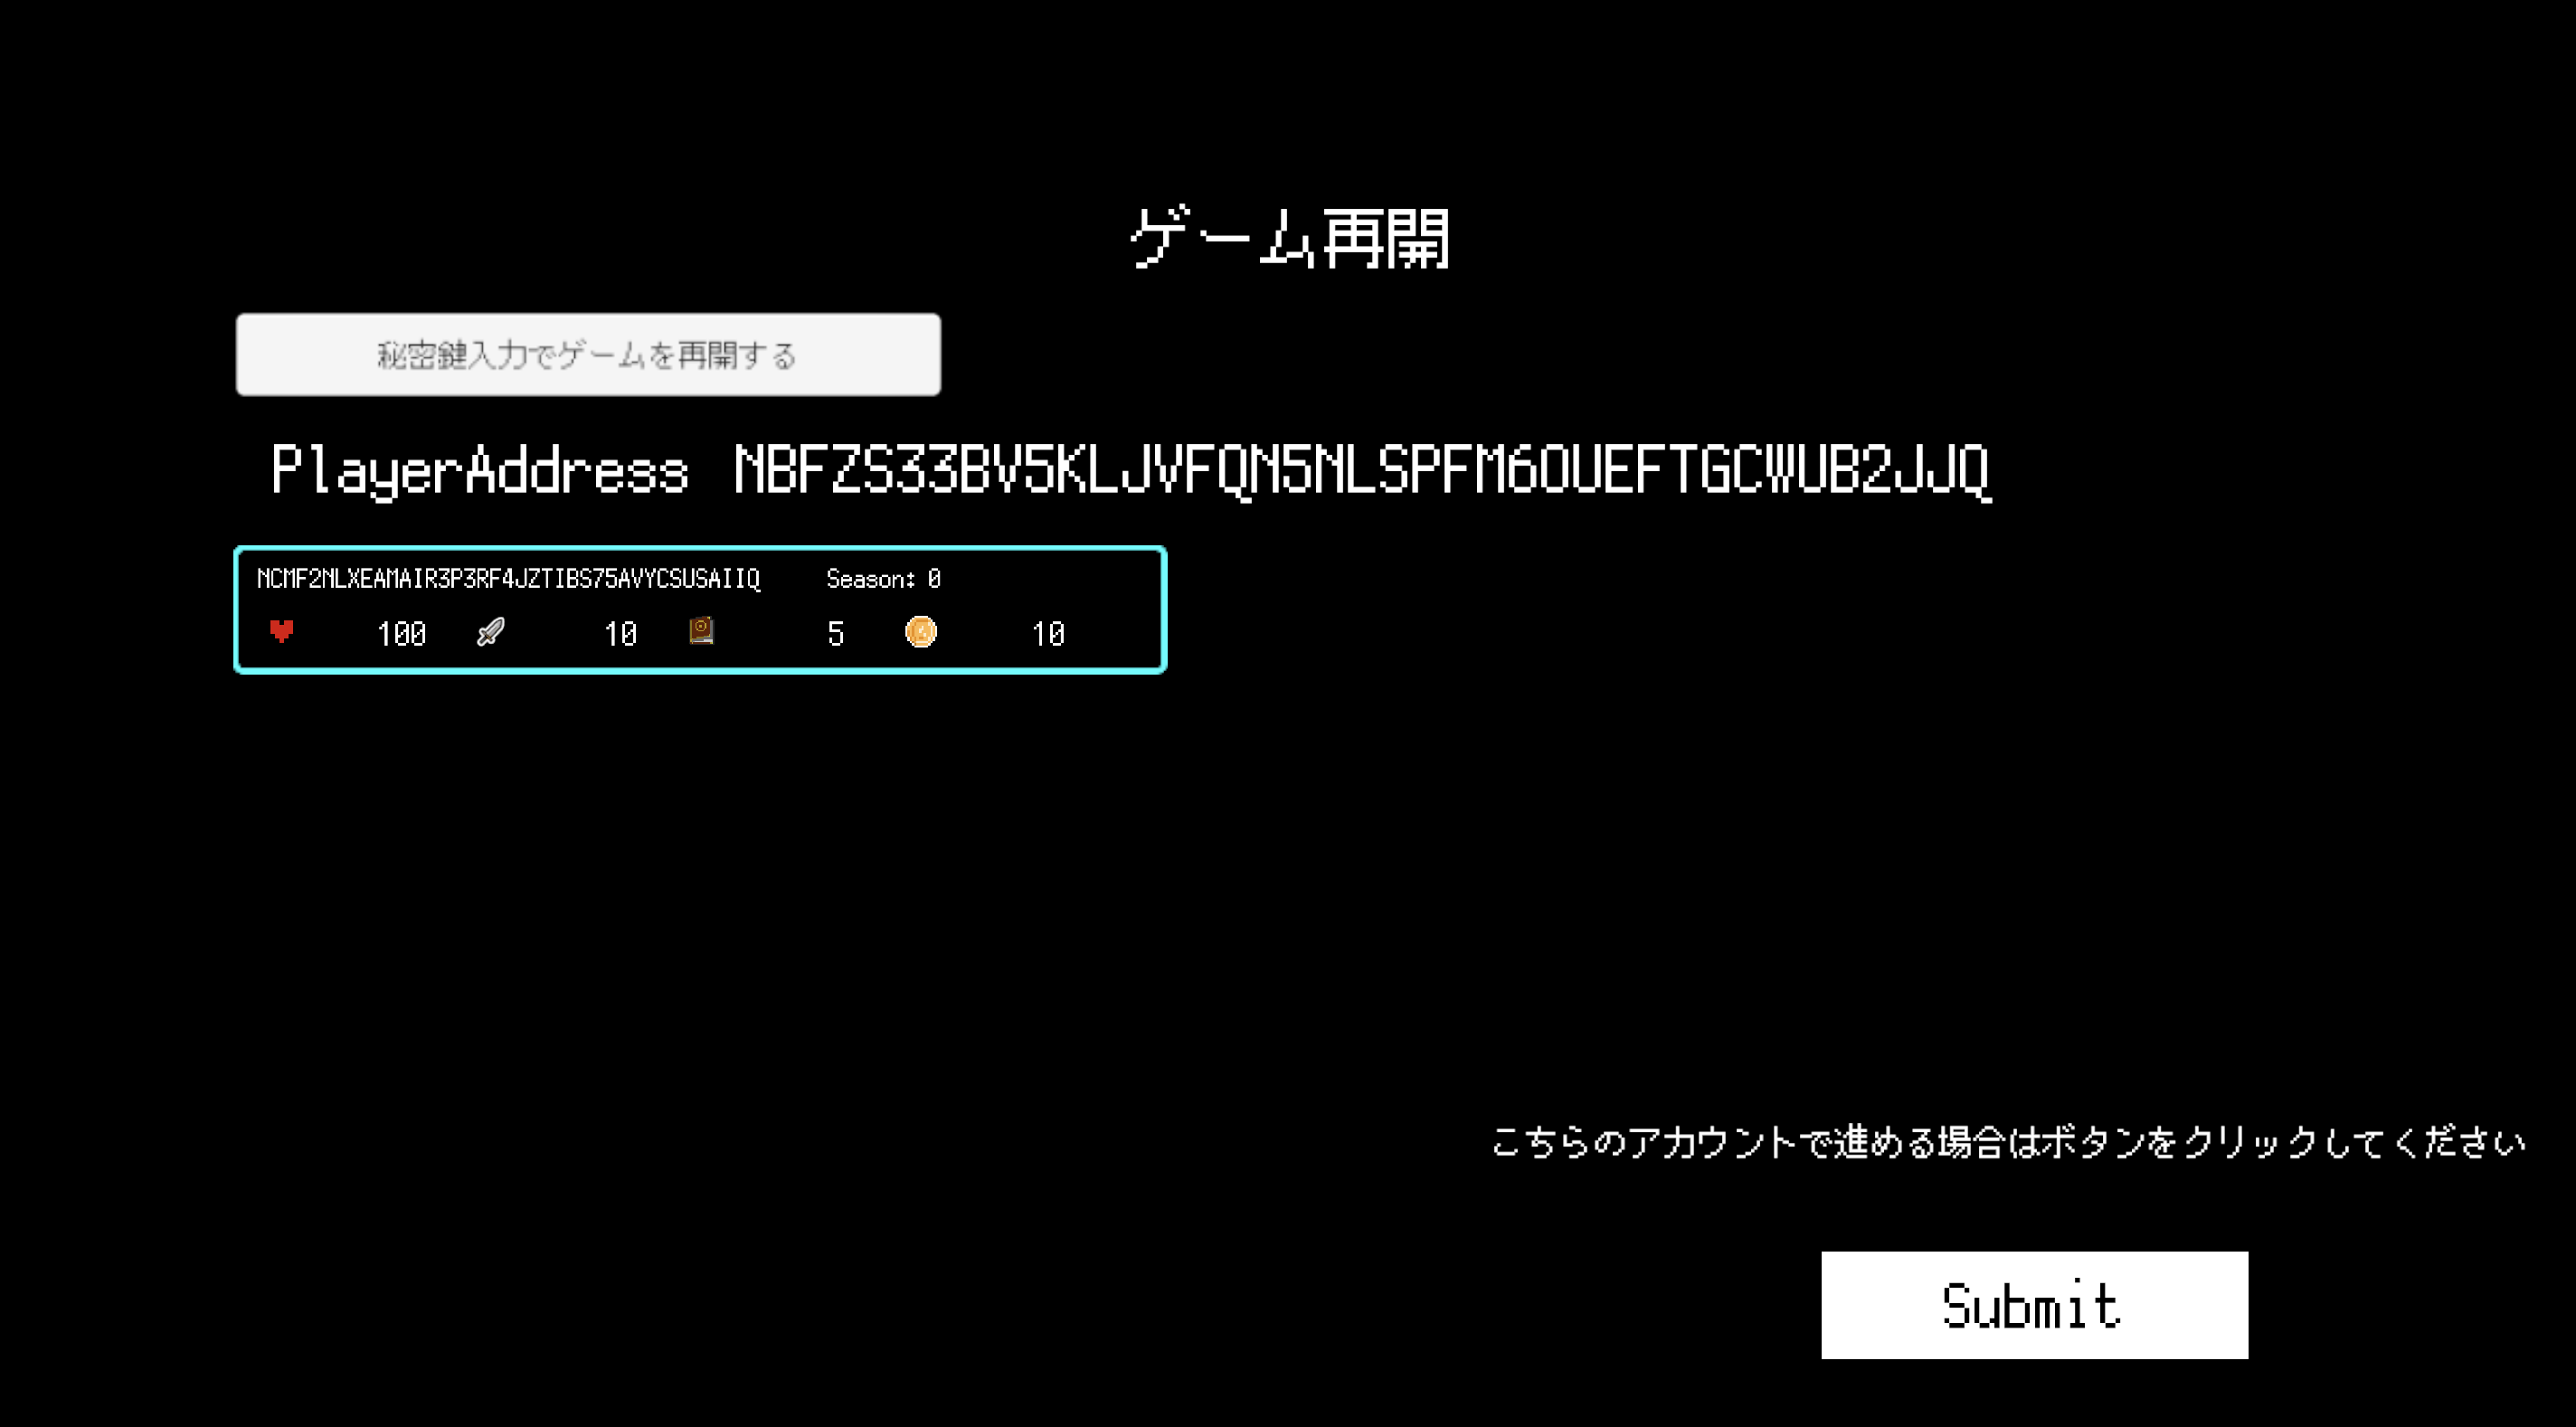 ゲーム再開
秘密鍵入力でゲームを再開する
PlayerAddress NBFZS33BV5KLJVFQN5NLSPFM6OUEFTGCWUB2JJQ
NCMF2NLXEAMAIR3P3RF4JZTIBS75AVYCSUSAIIQ Season: 0
100 10 5 10
こちらのアカウントで進める場合はボタンをクリックしてください
Submit